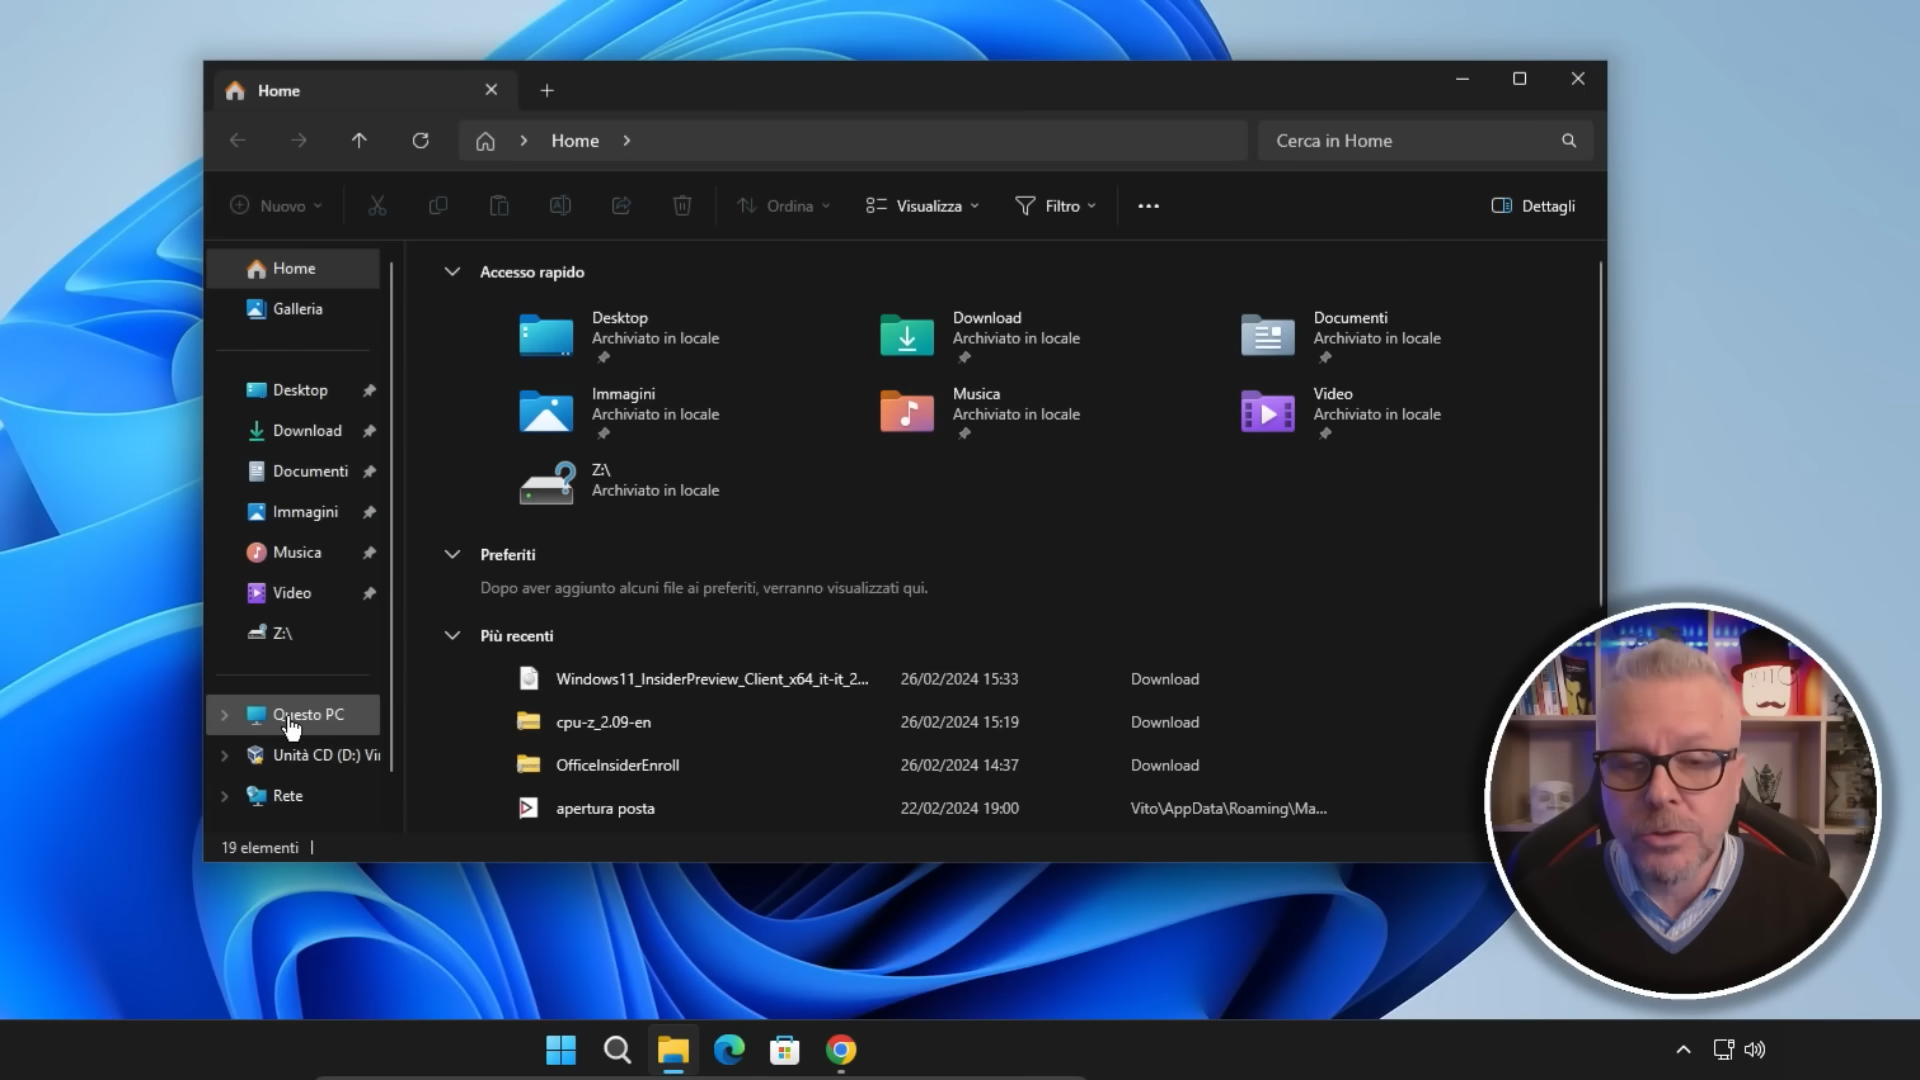 Home
Home
Cerca in Home
Nuovo
Ordina
Visualizza
Filtro
Dettagli
Home
Galleria
Desktop
Download
Documenti
Immagini
Musica
Video
Z:\
Questo PC
Unità CD (D:) Vi
Rete
Accesso rapido
Desktop
Archiviato in locale
Download
Archiviato in locale
Documenti
Archiviato in locale
Immagini
Archiviato in locale
Musica
Archiviato in locale
Video
Archiviato in locale
Z:\
Archiviato in locale
Preferiti
Dopo aver aggiunto alcuni file ai preferiti, verranno visualizzati qui.
Più recenti
Windows11_InsiderPreview_Client_x64_it-it_2... 26/02/2024 15:33 Download
cpu-z_2.09-en 26/02/2024 15:19 Download
OfficeInsiderEnroll 26/02/2024 14:37 Download
apertura posta 22/02/2024 19:00 Vito\AppData\Roaming\Ma...
19 elementi